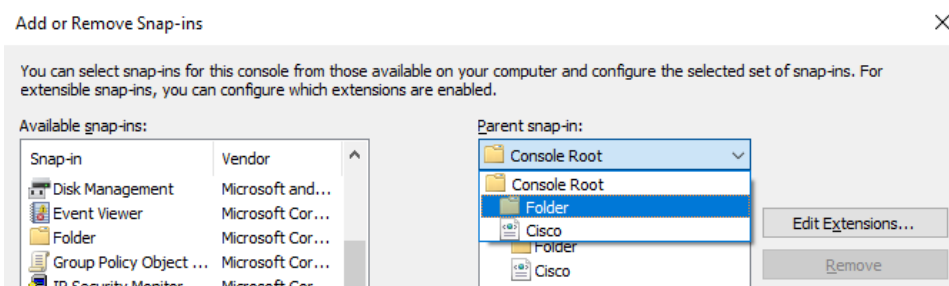 Add or Remove Snap-ins
You can select snap-ins for this console from those available on your computer and configure the selected set of snap-ins. For
extensible snap-ins, you can configure which extensions are enabled.
Available snap-ins:
Parent snap-in:
Snap-in Vendor
Disk Management Microsoft and...
Event Viewer Microsoft Cor...
Folder Microsoft Cor...
Group Policy Object ... Microsoft Cor...
Console Root
Console Root
Folder
Cisco
Folder
Cisco
Edit Extensions...
Remove